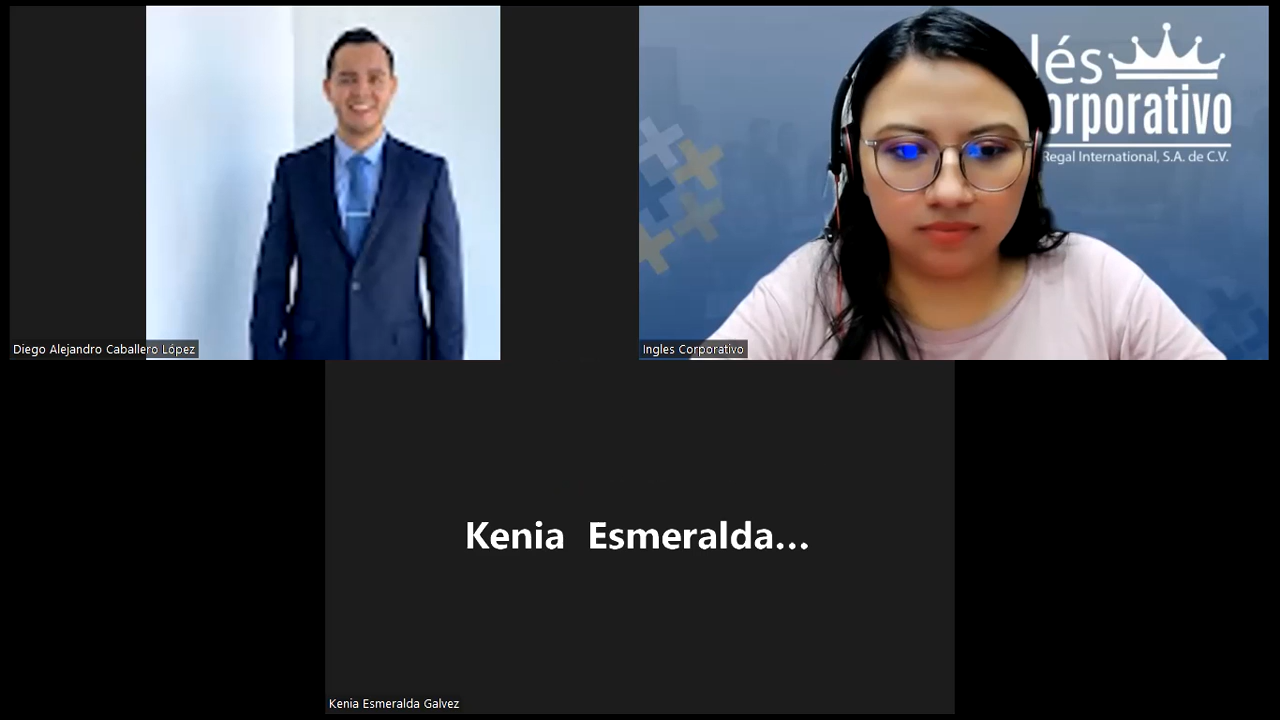 Diego Alejandro Caballero López
lés
orporativo
Regal International, S.A. de C.V.
Ingles Corporativo
Kenia Esmeralda...
Kenia Esmeralda Galvez